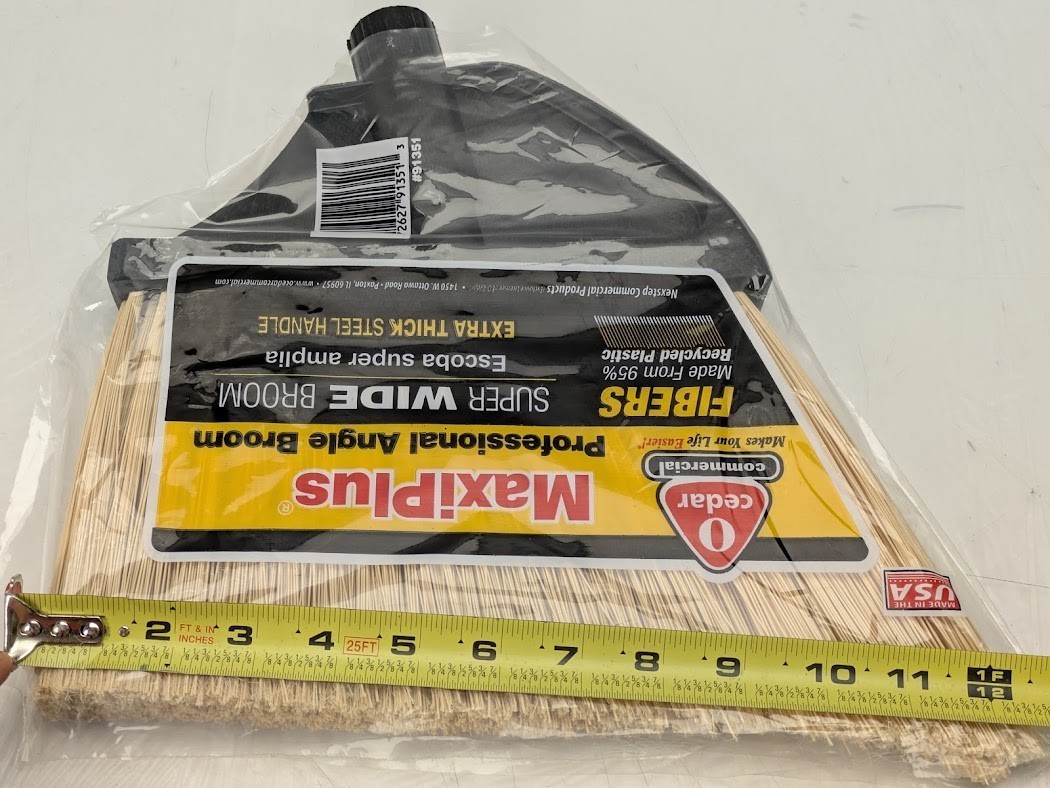 #91351
2627 91351 3
Nexstep Commercial Products
1450 W. Ottawa Road • Paxton, IL 60957 • www.ocedarcommercial.com
EXTRA THICK STEEL HANDLE
Escoba super amplia
SUPER WIDE BROOM
FIBERS
Made From 95%
Recycled Plastic
Professional Angle Broom
MaxiPlus®
Makes Your Life Easier!®
O
cedar
commercial
MADE IN THE
USA
2 FT & IN INCHES 3 4 25FT 5 6 7 8 9 10 11 1F 12